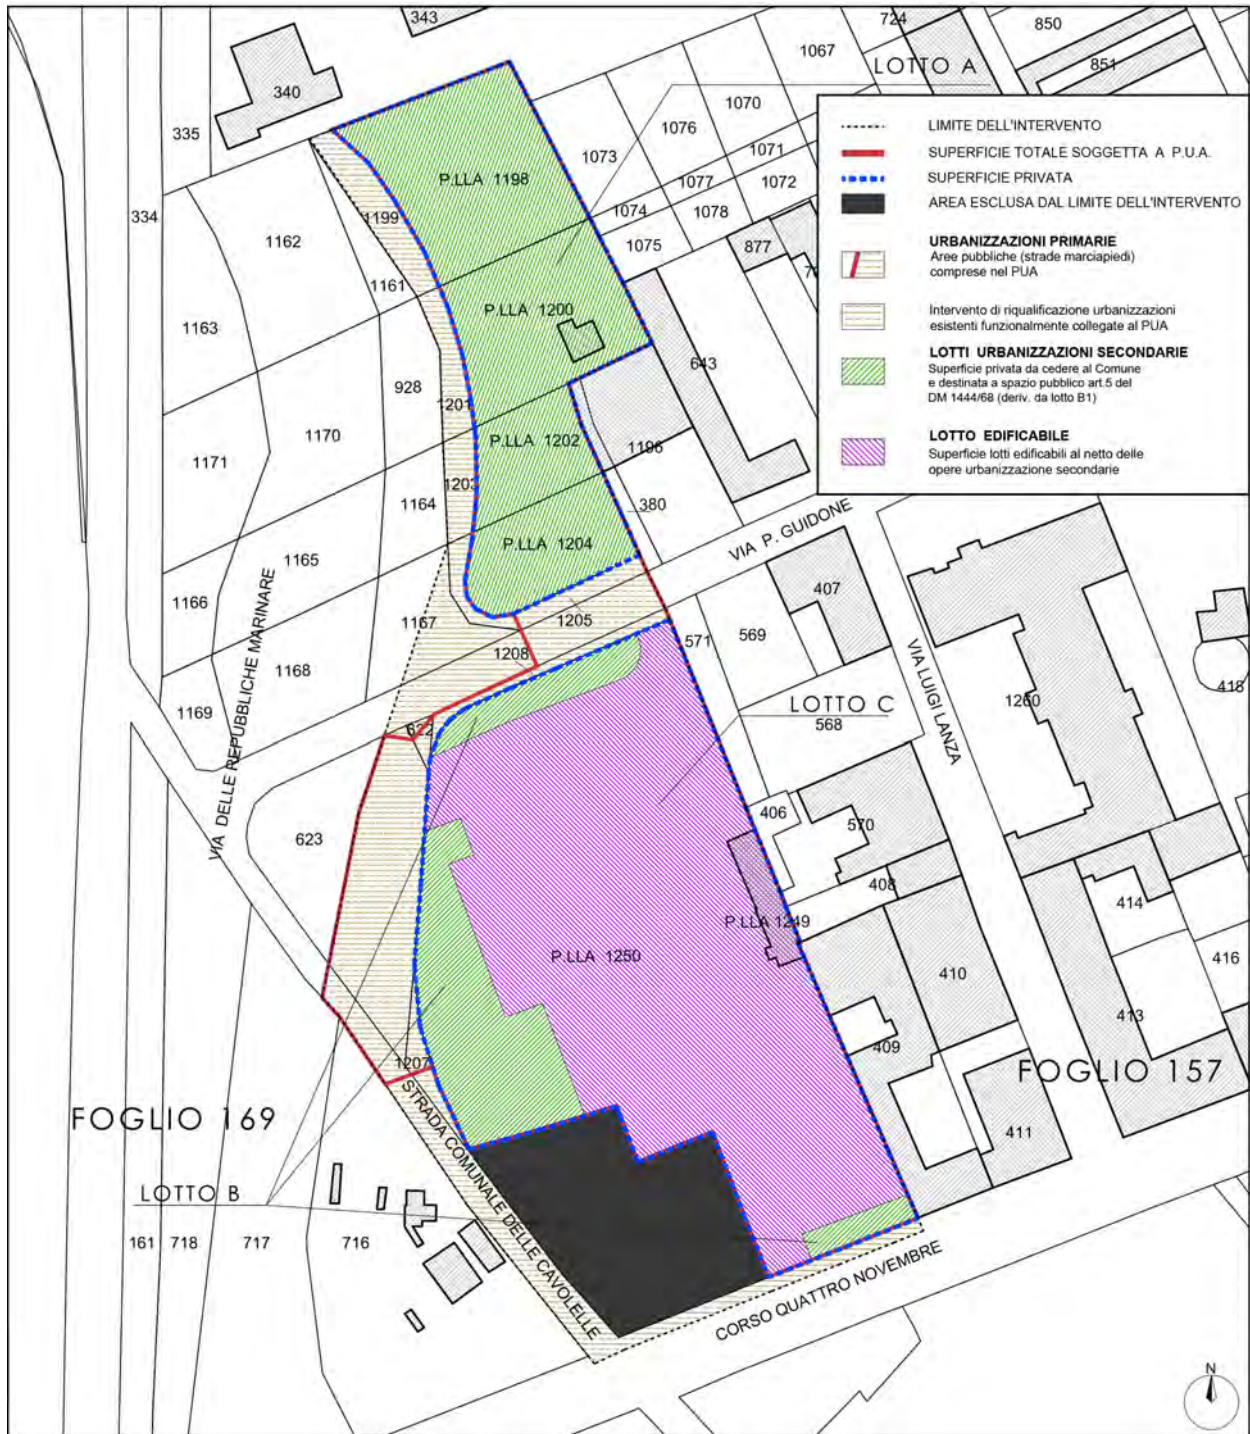 343
724
850
1067
851
LOTTO A
340
1070
1076
335
1073
1071
1077
1072
P.LLA 1198
1074
1078
334
1199
1075
877
1162
1161
P.LLA 1200
1163
643
928
1201
1170
P.LLA 1202
1196
1171
1203
1164
380
VIA P. GUIDONE
P.LLA 1204
1165
407
1166
1205
1167
571
569
1208
1168
418
1260
1169
LOTTO C
568
622
VIA LUIGI LANZA
VIA DELLE REPUBBLICHE MARINARE
406
570
623
408
414
P.LLA 1249
P.LLA 1250
416
410
413
409
1207
FOGLIO 157
FOGLIO 169
411
STRADA COMUNALE DELLE CAVOLELLE
LOTTO B
161
718
717
716
CORSO QUATTRO NOVEMBRE
N
LIMITE DELL'INTERVENTO
SUPERFICIE TOTALE SOGGETTA A P.U.A.
SUPERFICIE PRIVATA
AREA ESCLUSA DAL LIMITE DELL'INTERVENTO
URBANIZZAZIONI PRIMARIE
Aree pubbliche (strade marciapiedi)
comprese nel PUA
Intervento di riqualificazione urbanizzazioni
esistenti funzionalmente collegate al PUA
LOTTI URBANIZZAZIONI SECONDARIE
Superficie privata da cedere al Comune
e destinata a spazio pubblico art.5 del
DM 1444/68 (deriv. da lotto B1)
LOTTO EDIFICABILE
Superficie lotti edificabili al netto delle
opere urbanizzazione secondarie